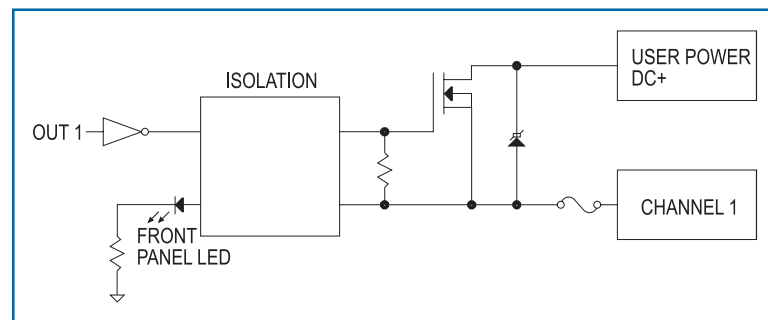 ISOLATION
USER POWER
DC+
OUT 1
CHANNEL 1
FRONT
PANEL LED